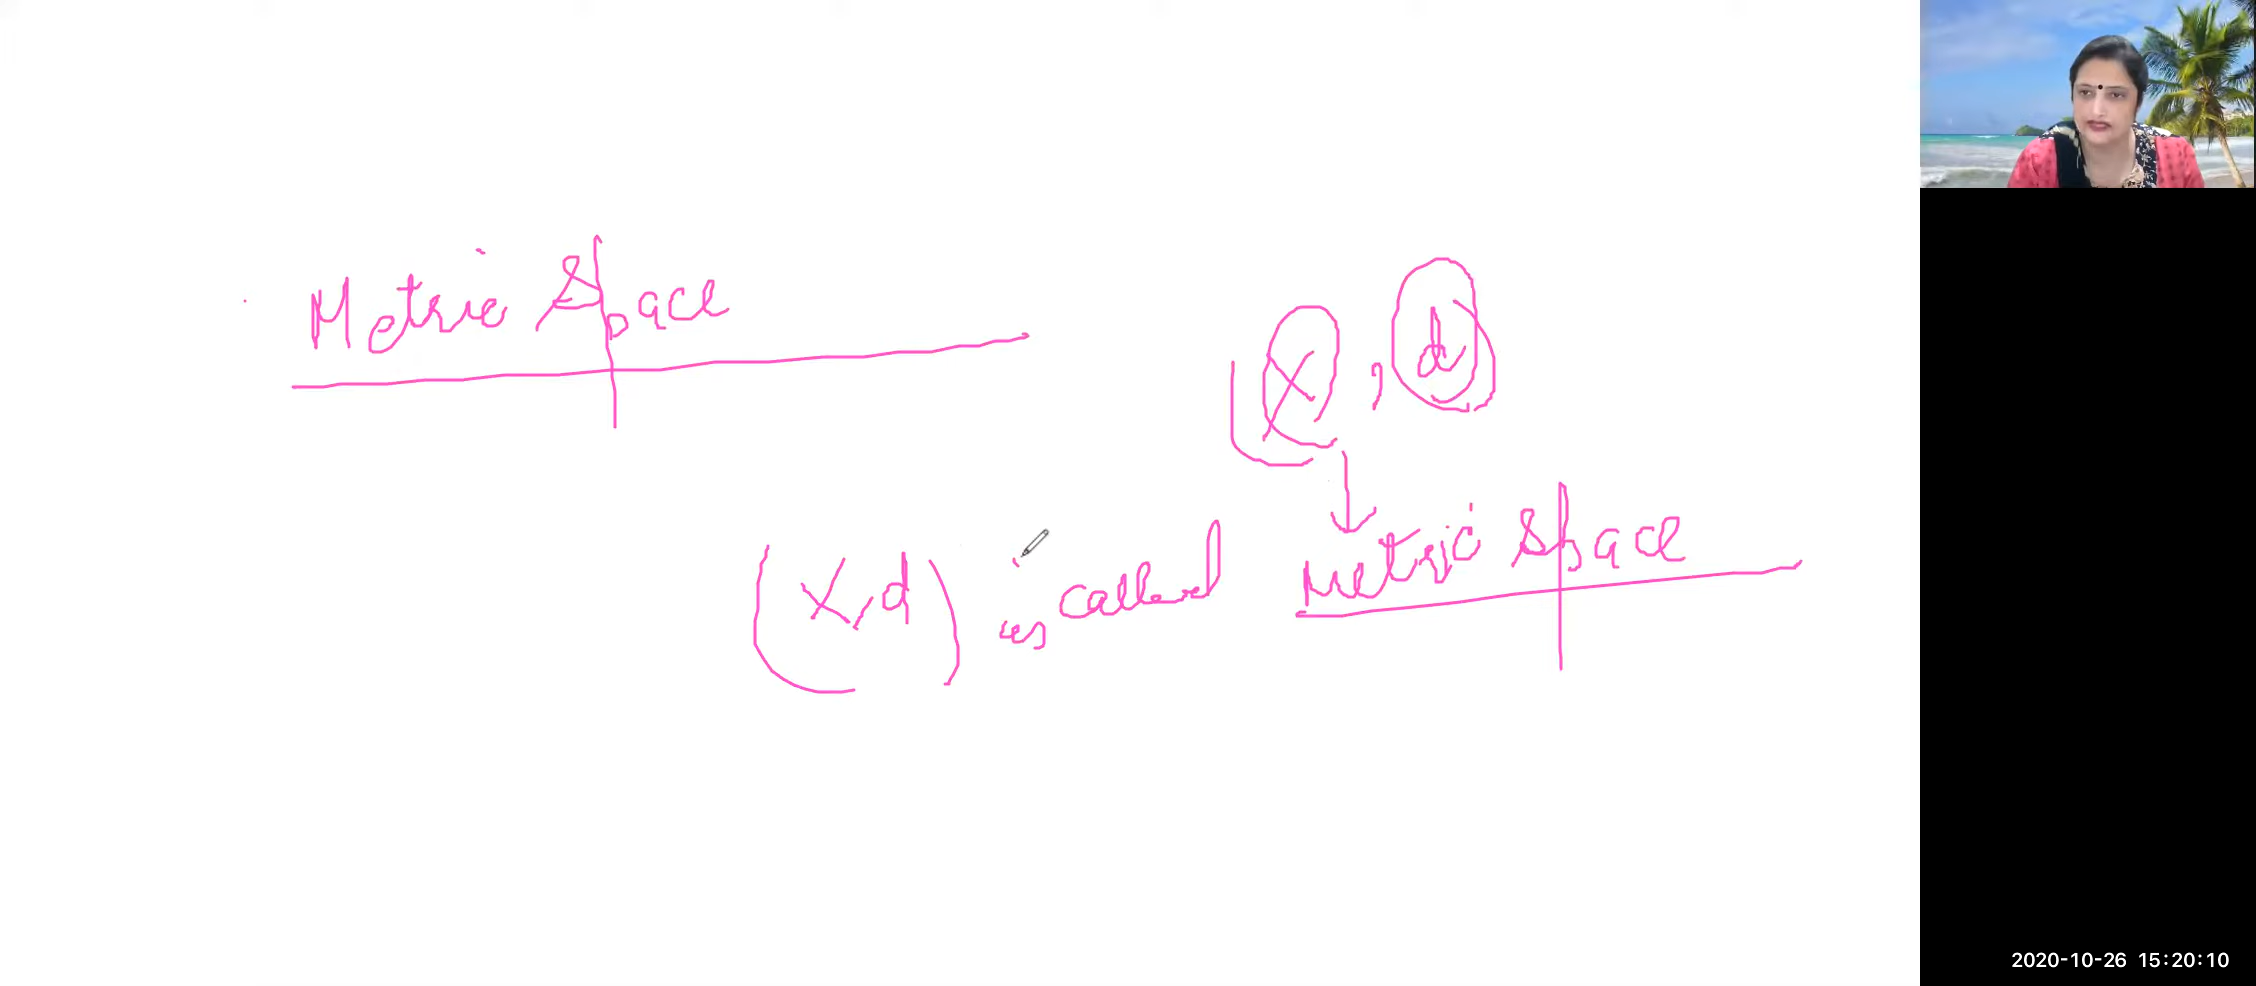 Metric Space
(X, d
(X, d) is called Metric Space
2020-10-26 15:20:10